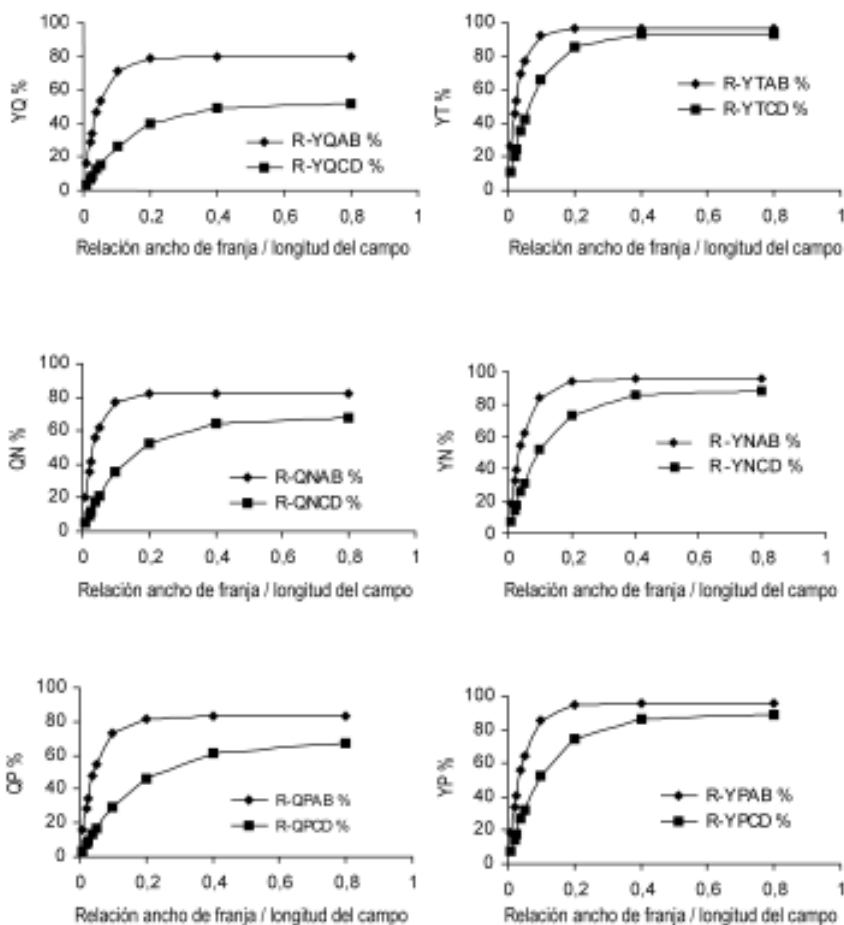 100
80
60
40
20
0
YQ %
R-YQAB %
R-YQCD %
0 0,2 0,4 0,6 0,8 1
Relación ancho de franja / longitud del campo
100
80
60
40
20
0
YT %
R-YTAB %
R-YTCD %
0 0,2 0,4 0,6 0,8 1
Relación ancho de franja / longitud del campo
100
80
60
40
20
0
QN %
R-QNAB %
R-QNCD %
0 0,2 0,4 0,6 0,8 1
Relación ancho de franja / longitud del campo
100
80
60
40
20
0
YN %
R-YNAB %
R-YNCD %
0 0,2 0,4 0,6 0,8 1
Relación ancho de franja / longitud del campo
100
80
60
40
20
0
QP %
R-QPAB %
R-QPCD %
0 0,2 0,4 0,6 0,8 1
Relación ancho de franja / longitud del campo
100
80
60
40
20
0
YP %
R-YPAB %
R-YPCD %
0 0,2 0,4 0,6 0,8 1
Relación ancho de franja / longitud del campo